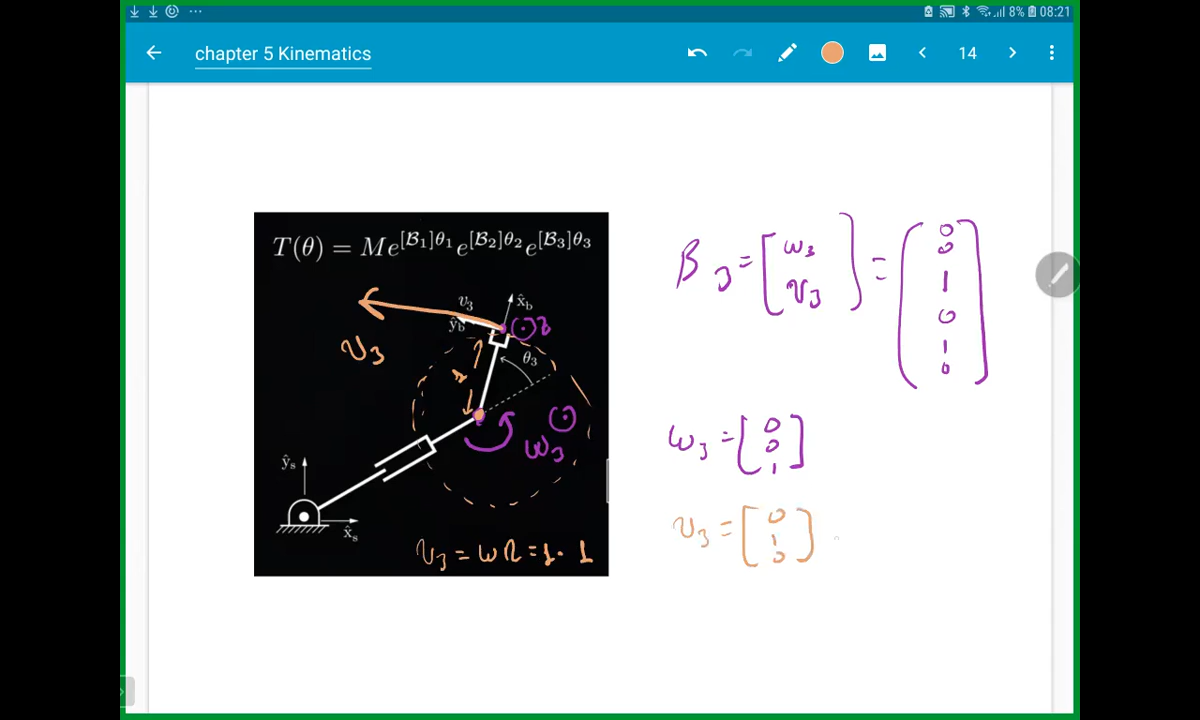 8% 08:21
chapter 5 Kinematics
14
T(θ) = Me^{[B₁]θ₁}e^{[B₂]θ₂}e^{[B₃]θ₃}
v₃ x̂b
ŷb z
v₃
θ₃
1
ω₃
ŷs
x̂s
v₃ = ωr = 1 · 1
B₃ = [ω₃ v₃] = [0 0 1 0 1 0]
ω₃ = [0 0 1]
v₃ = [0 1 0]